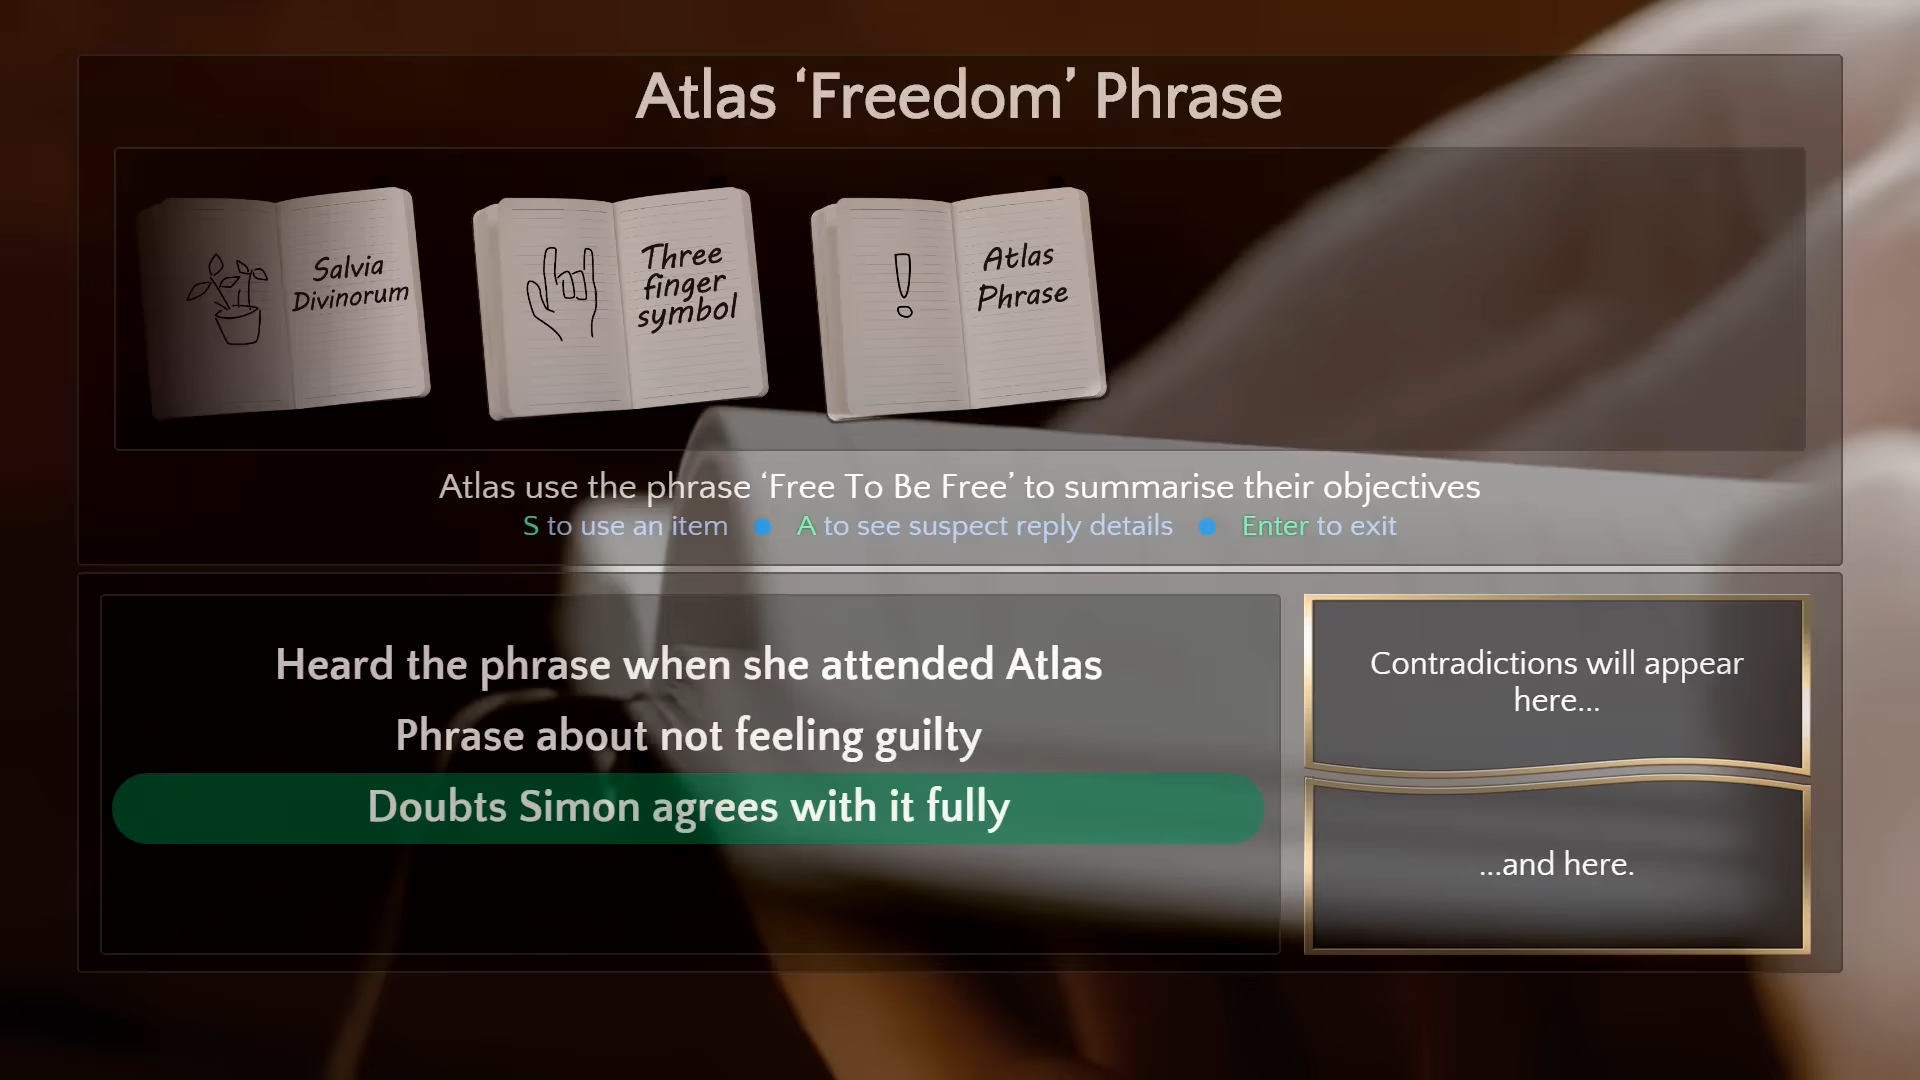 Atlas ‘Freedom’ Phrase
Salvia
Divinorum
Three
finger
symbol
Atlas
Phrase
Atlas use the phrase ‘Free To Be Free’ to summarise their objectives
S to use an item ● A to see suspect reply details ● Enter to exit
Heard the phrase when she attended Atlas
Phrase about not feeling guilty
Doubts Simon agrees with it fully
Contradictions will appear
here...
...and here.